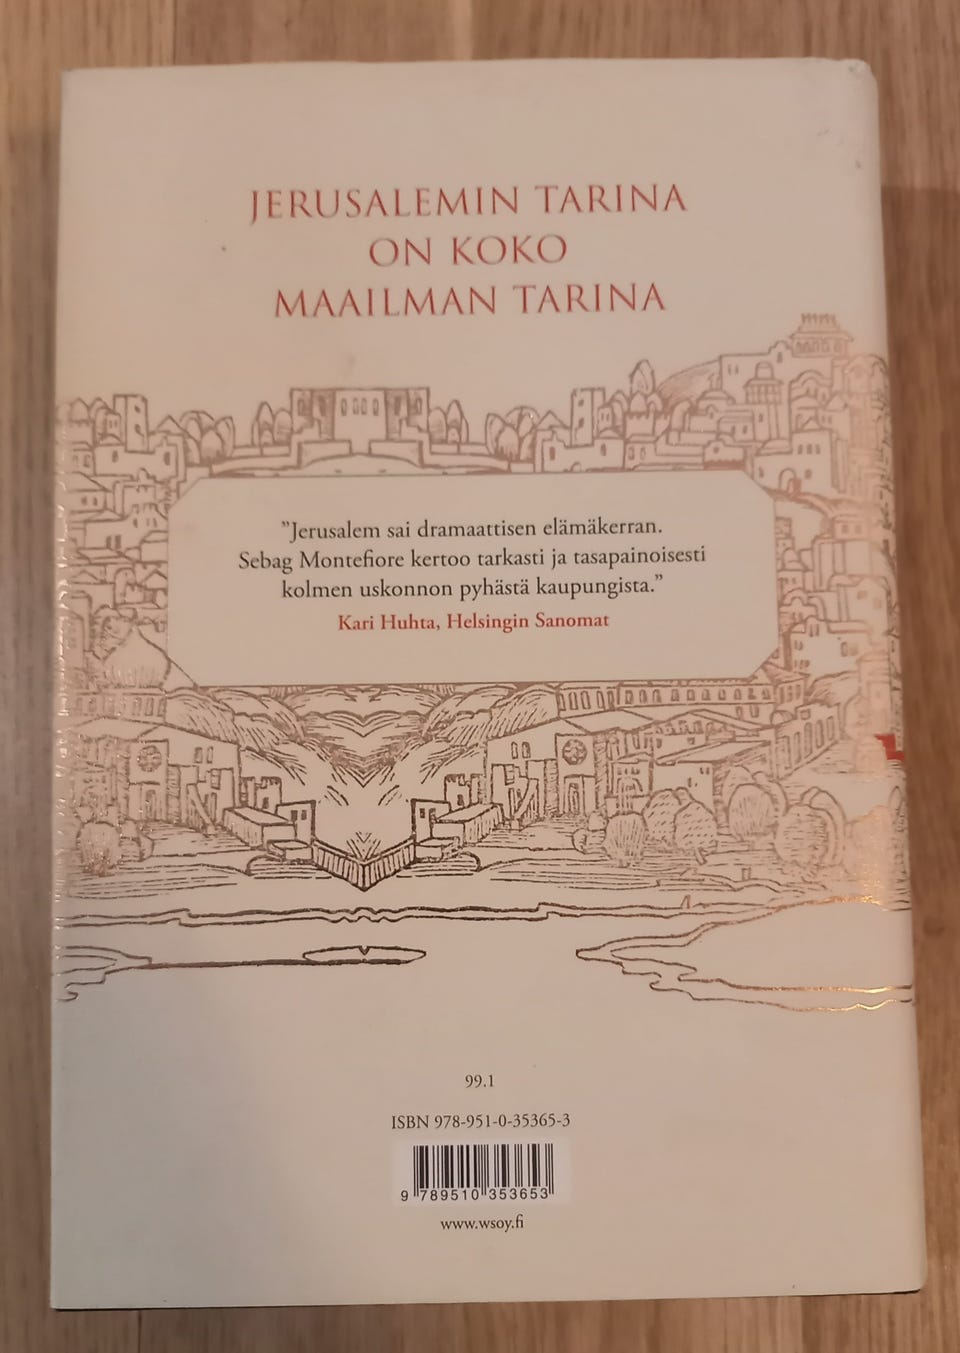 JERUSALEMIN TARINA
ON KOKO
MAAILMAN TARINA
”Jerusalem sai dramaattisen elämäkerran.
Sebag Montefiore kertoo tarkasti ja tasapainoisesti
kolmen uskonnon pyhästä kaupungista.”
Kari Huhta, Helsingin Sanomat
99.1
ISBN 978-951-0-35365-3
9 789510 353653
www.wsoy.fi